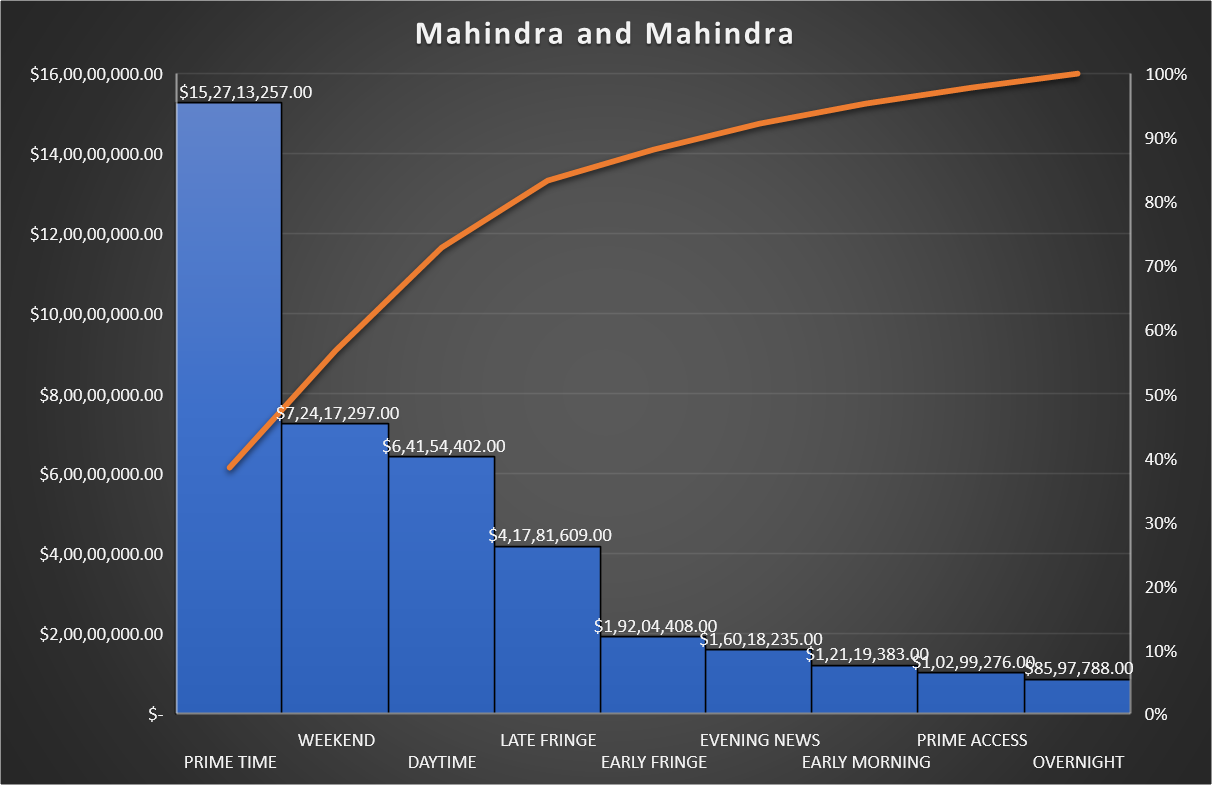 Mahindra and Mahindra
$16,00,00,000.00
$14,00,00,000.00
$12,00,00,000.00
$10,00,00,000.00
$8,00,00,000.00
$6,00,00,000.00
$4,00,00,000.00
$2,00,00,000.00
$-
$15,27,13,257.00
$7,24,17,297.00
$6,41,54,402.00
$4,17,81,609.00
$1,92,04,408.00
$1,60,18,235.00
$1,21,19,383.00
$1,02,99,276.00
$85,97,788.00
100%
90%
80%
70%
60%
50%
40%
30%
20%
10%
0%
PRIME TIME
WEEKEND
DAYTIME
LATE FRINGE
EARLY FRINGE
EVENING NEWS
EARLY MORNING
PRIME ACCESS
OVERNIGHT